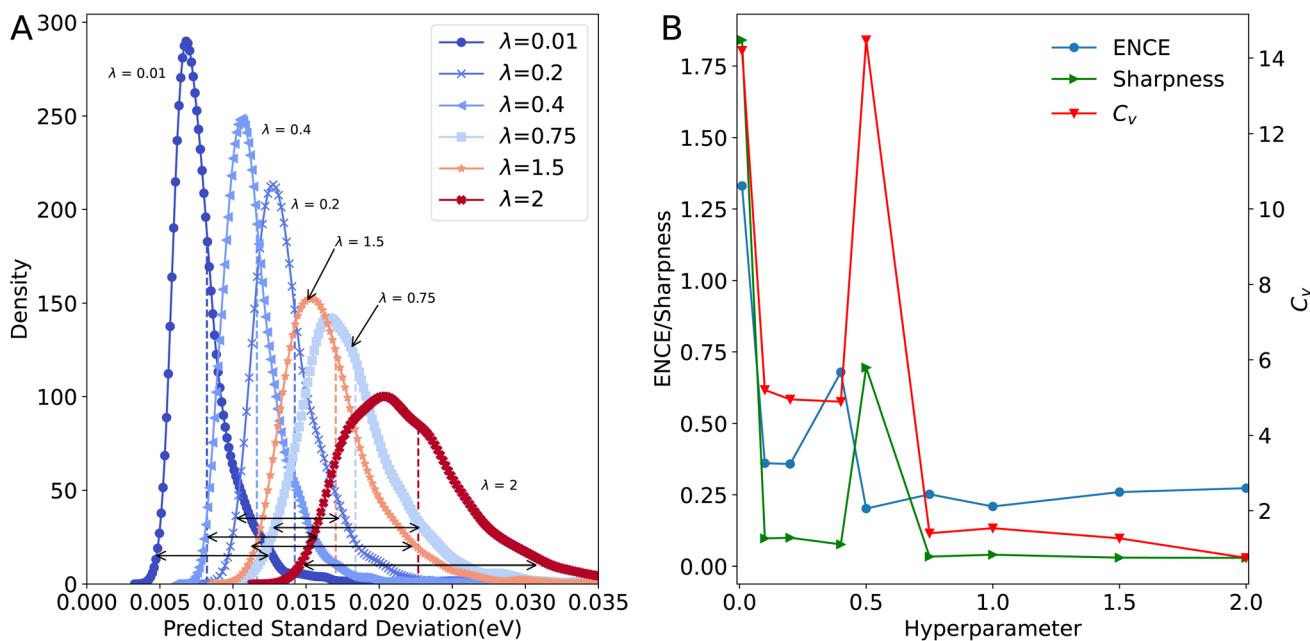 A
300
250
200
150
100
50
0
Density
0.000
0.005
0.010
0.015
0.020
0.025
0.030
0.035
Predicted Standard Deviation(eV)
λ = 0.01
λ = 0.4
λ = 0.2
λ = 1.5
λ = 0.75
λ = 2
λ=0.01
λ=0.2
λ=0.4
λ=0.75
λ=1.5
λ=2
B
1.75
1.50
1.25
1.00
0.75
0.50
0.25
0.00
ENCE/Sharpness
0.0
0.5
1.0
1.5
2.0
Hyperparameter
ENCE
Sharpness
Cv
14
12
10
8
6
4
2
Cv